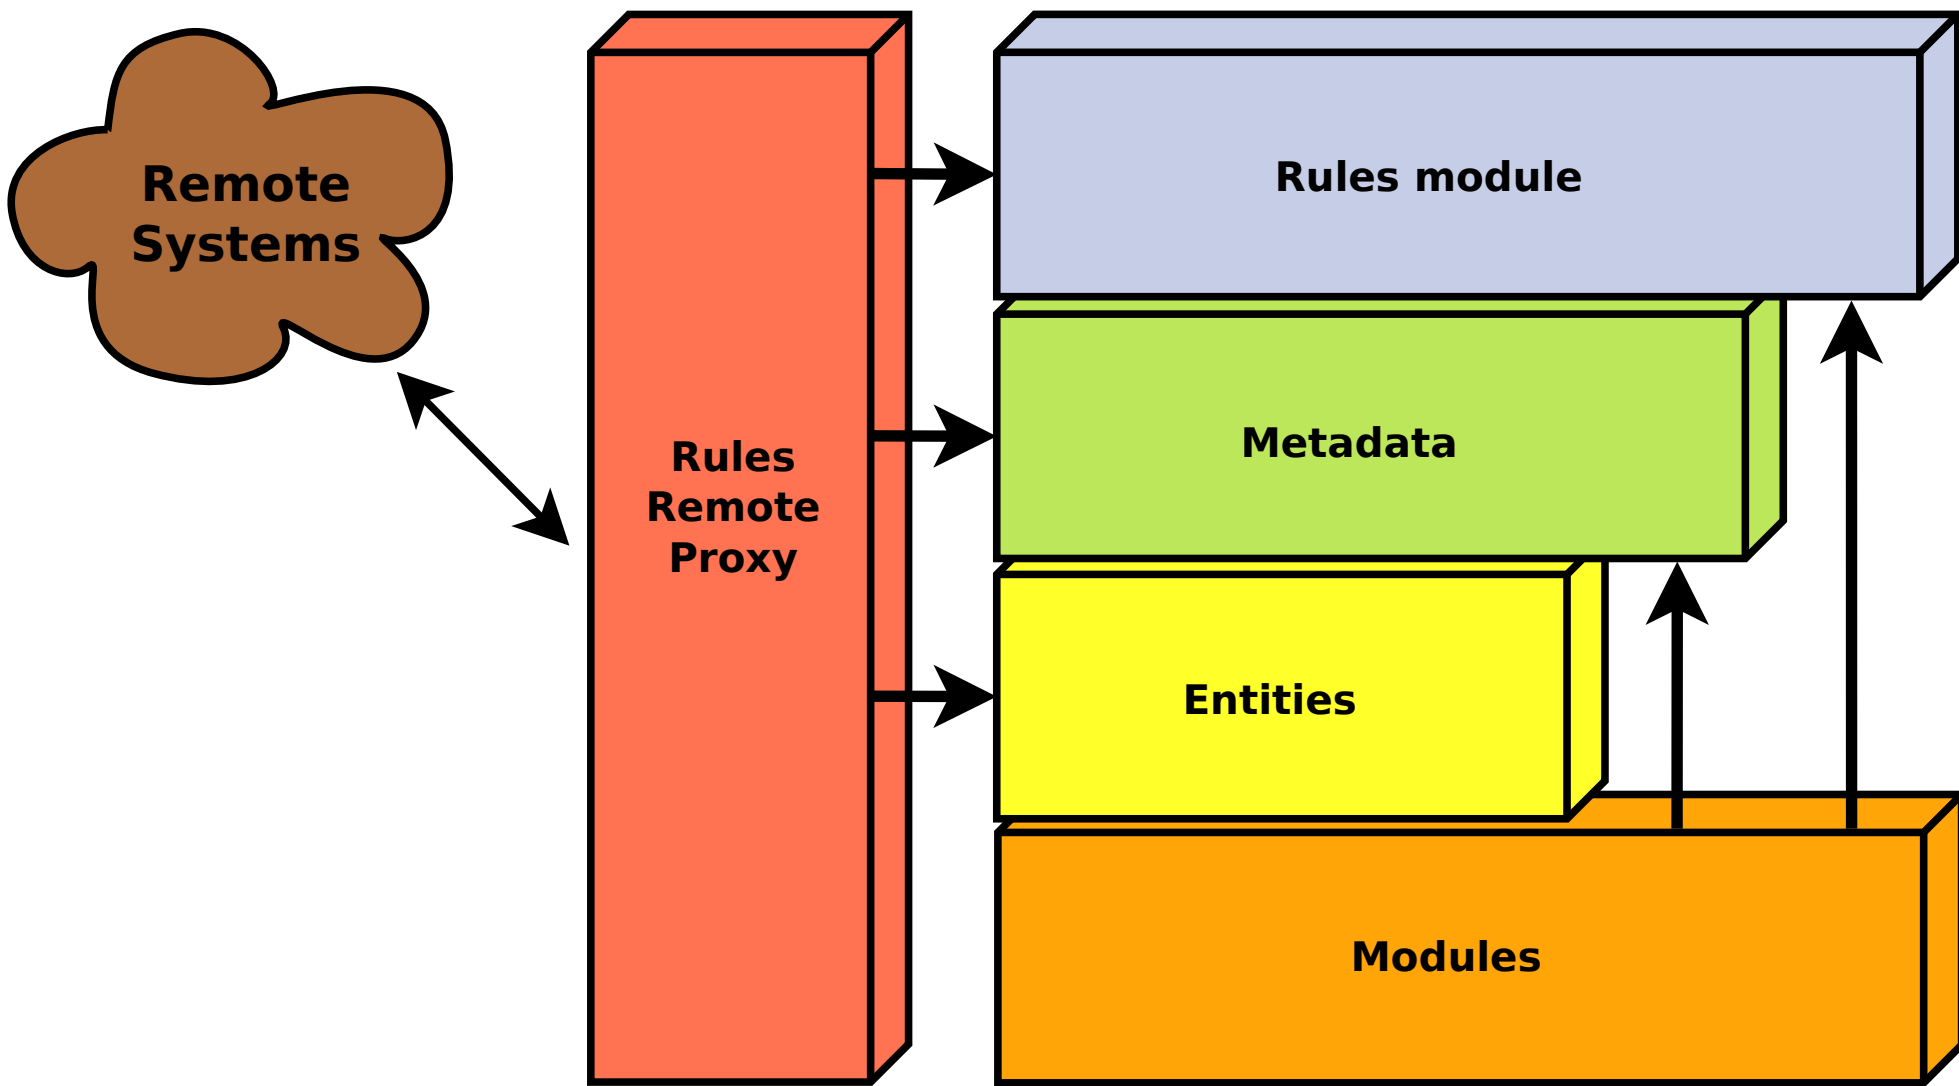 Remote
Systems
Rules
Remote
Proxy
Rules module
Metadata
Entities
Modules